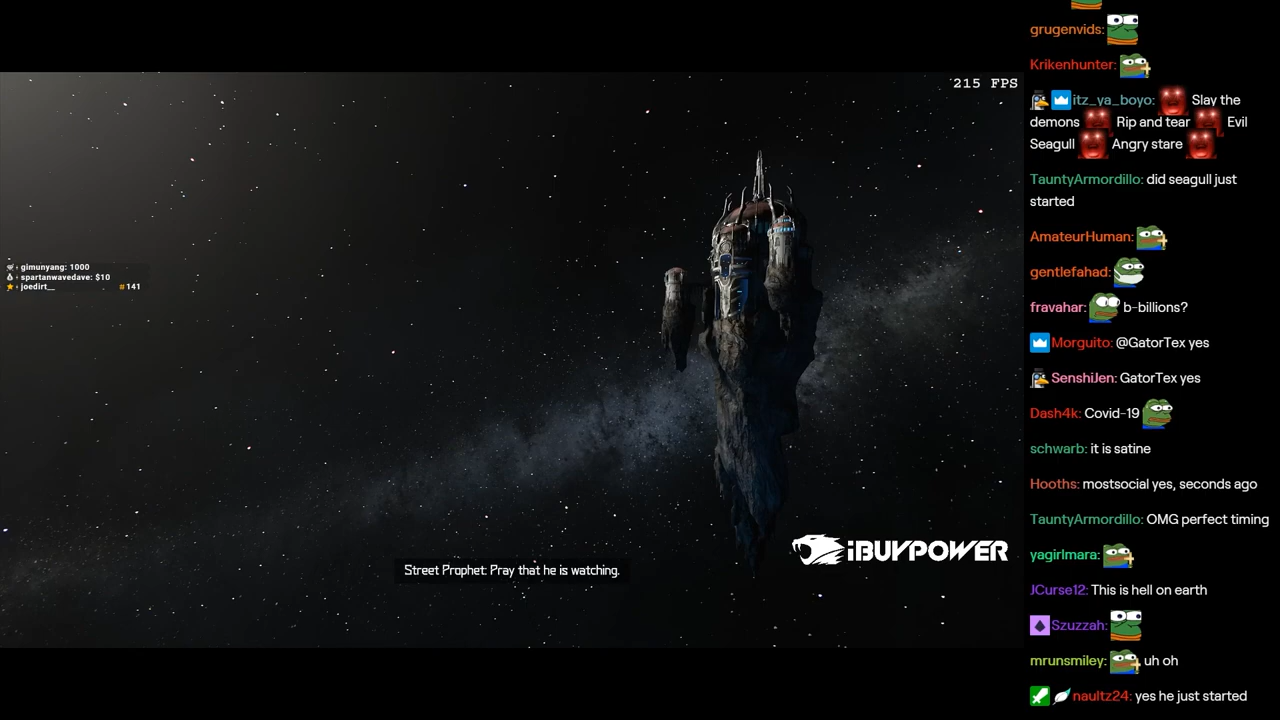 215 FPS
gimunyang: 1000
spartanwavedave: $10
joedirt__ #141
iBUYPOWER
Street Prophet: Pray that he is watching.
grugenvids:
Krikenhunter:
itz_ya_boyo: Slay the
demons Rip and tear Evil
Seagull Angry stare
TauntyArmordillo: did seagull just
started
AmateurHuman:
gentlefahad:
fravahar: b-billions?
Morguito: @GatorTex yes
SenshiJen: GatorTex yes
Dash4k: Covid-19
schwarb: it is satine
Hooths: mostsocial yes, seconds ago
TauntyArmordillo: OMG perfect timing
yagirlmara:
JCurse12: This is hell on earth
Szuzzah:
mrunsmiley: uh oh
naultz24: yes he just started